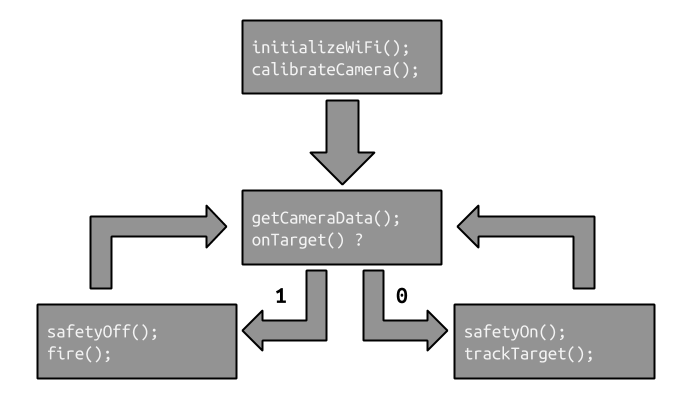 initializeWiFi();
calibrateCamera();
getCameraData();
onTarget() ?
1
0
safetyOff();
fire();
safetyOn();
trackTarget();